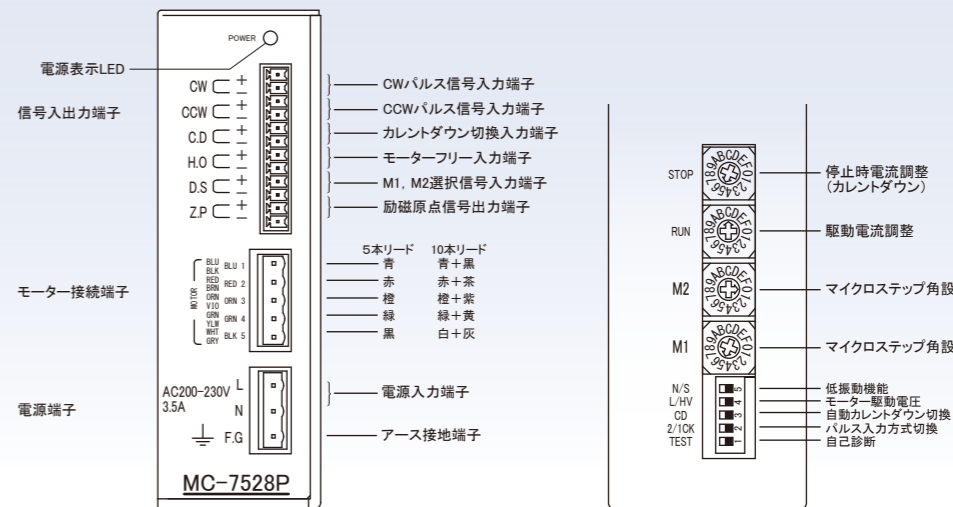 POWER
電源表示LED
信号入出力端子
CW + −
CCW + −
C.D + −
H.O + −
D.S + −
Z.P + −
CWパルス信号入力端子
CCWパルス信号入力端子
カレントダウン切換入力端子
モーターフリー入力端子
M1, M2選択信号入力端子
励磁原点信号出力端子
モーター接続端子
MOTOR
BLU BLK BLU 1
RED BRN RED 2
ORN VIO ORN 3
GRN YLW GRN 4
WHT GRY BLK 5
5本リード 10本リード
青 青+黒
赤 赤+茶
橙 橙+紫
緑 緑+黄
黒 白+灰
電源端子
AC200-230V
3.5A
L
N
F.G
電源入力端子
アース接地端子
MC-7528P
STOP
0123456789ABCDEF
停止時電流調整
(カレントダウン)
RUN
0123456789ABCDEF
駆動電流調整
M2
0123456789ABCDEF
マイクロステップ角設
M1
0123456789ABCDEF
マイクロステップ角設
N/S 5 低振動機能
L/HV 4 モーター駆動電圧
CD 3 自動カレントダウン切換
2/1CK 2 パルス入力方式切換
TEST 1 自己診断